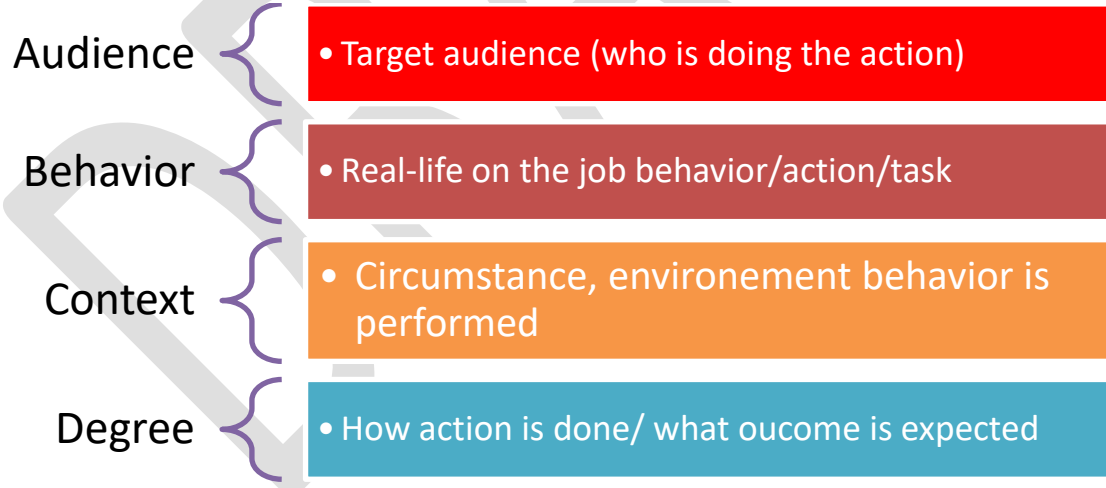 Audience
• Target audience (who is doing the action)
Behavior
• Real-life on the job behavior/action/task
Context
• Circumstance, environement behavior is
performed
Degree
• How action is done/ what oucome is expected